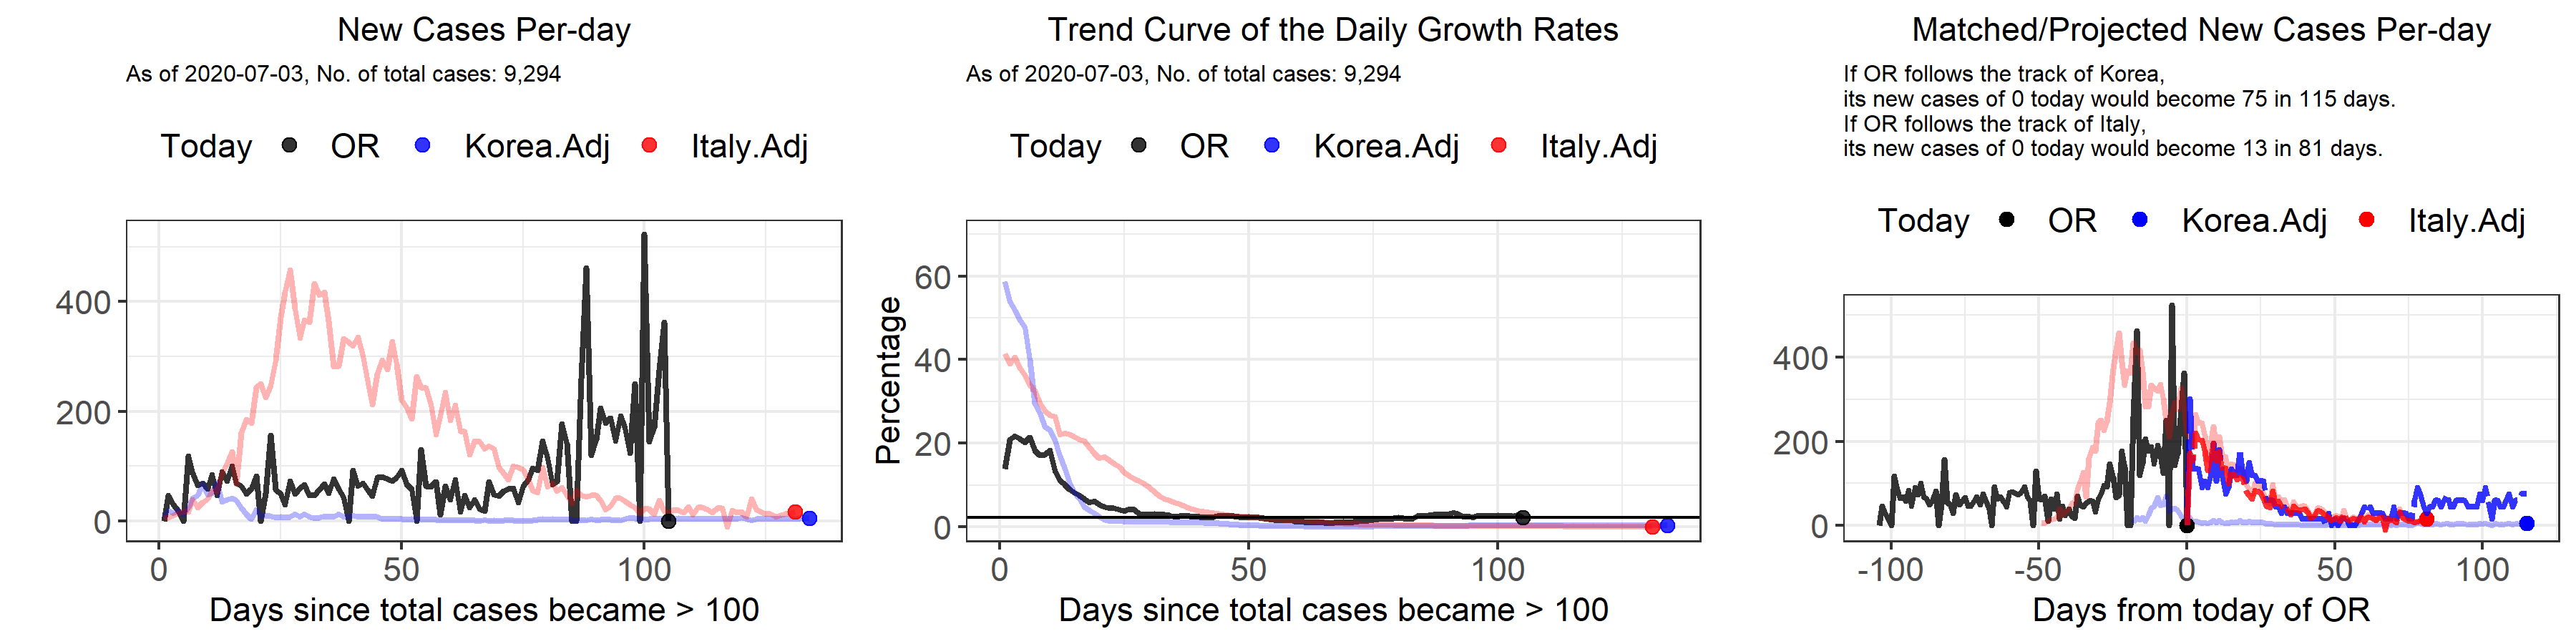 New Cases Per-day
As of 2020-07-03, No. of total cases: 9,294
Today OR Korea.Adj Italy.Adj
400
200
0
0 50 100
Days since total cases became > 100
Trend Curve of the Daily Growth Rates
As of 2020-07-03, No. of total cases: 9,294
Today OR Korea.Adj Italy.Adj
Percentage
60
40
20
0
0 50 100
Days since total cases became > 100
Matched/Projected New Cases Per-day
If OR follows the track of Korea,
its new cases of 0 today would become 75 in 115 days.
If OR follows the track of Italy,
its new cases of 0 today would become 13 in 81 days.
Today OR Korea.Adj Italy.Adj
400
200
0
-100 -50 0 50 100
Days from today of OR